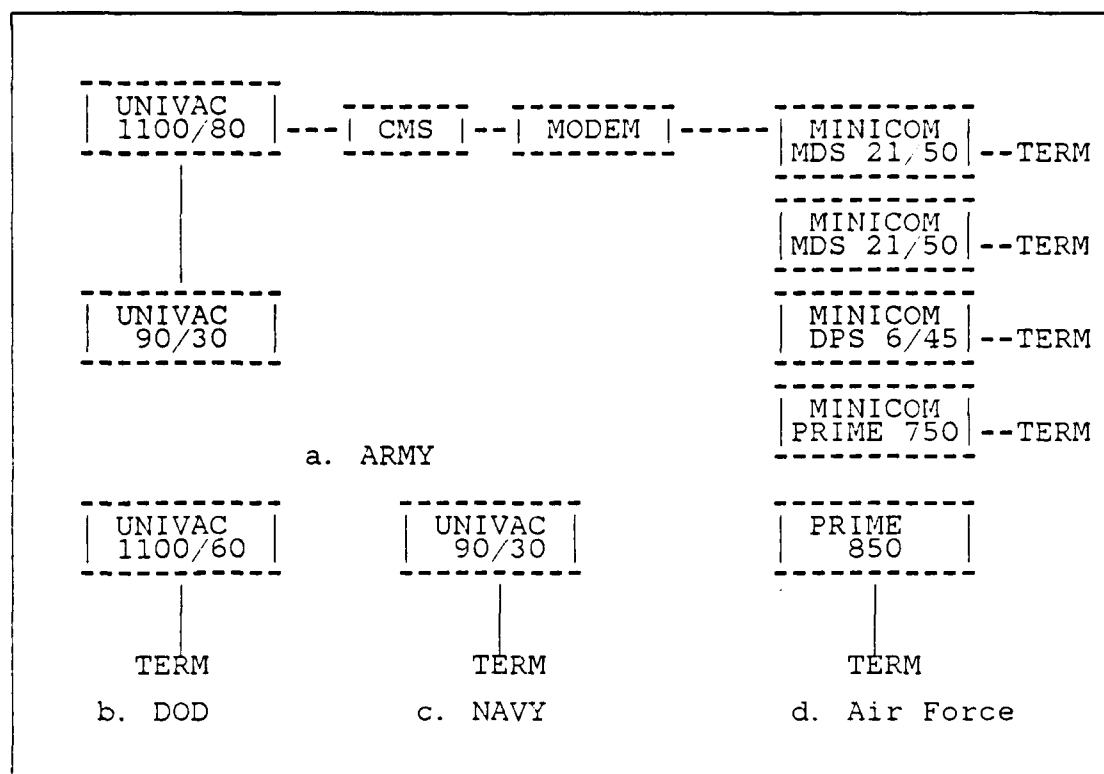 UNIVAC
1100/80
CMS
MODEM
MINICOM
MDS 21/50
TERM
MINICOM
MDS 21/50
TERM
UNIVAC
90/30
MINICOM
DPS 6/45
TERM
MINICOM
PRIME 750
TERM
a. ARMY
UNIVAC
1100/60
UNIVAC
90/30
PRIME
850
TERM
TERM
TERM
b. DOD
c. NAVY
d. Air Force